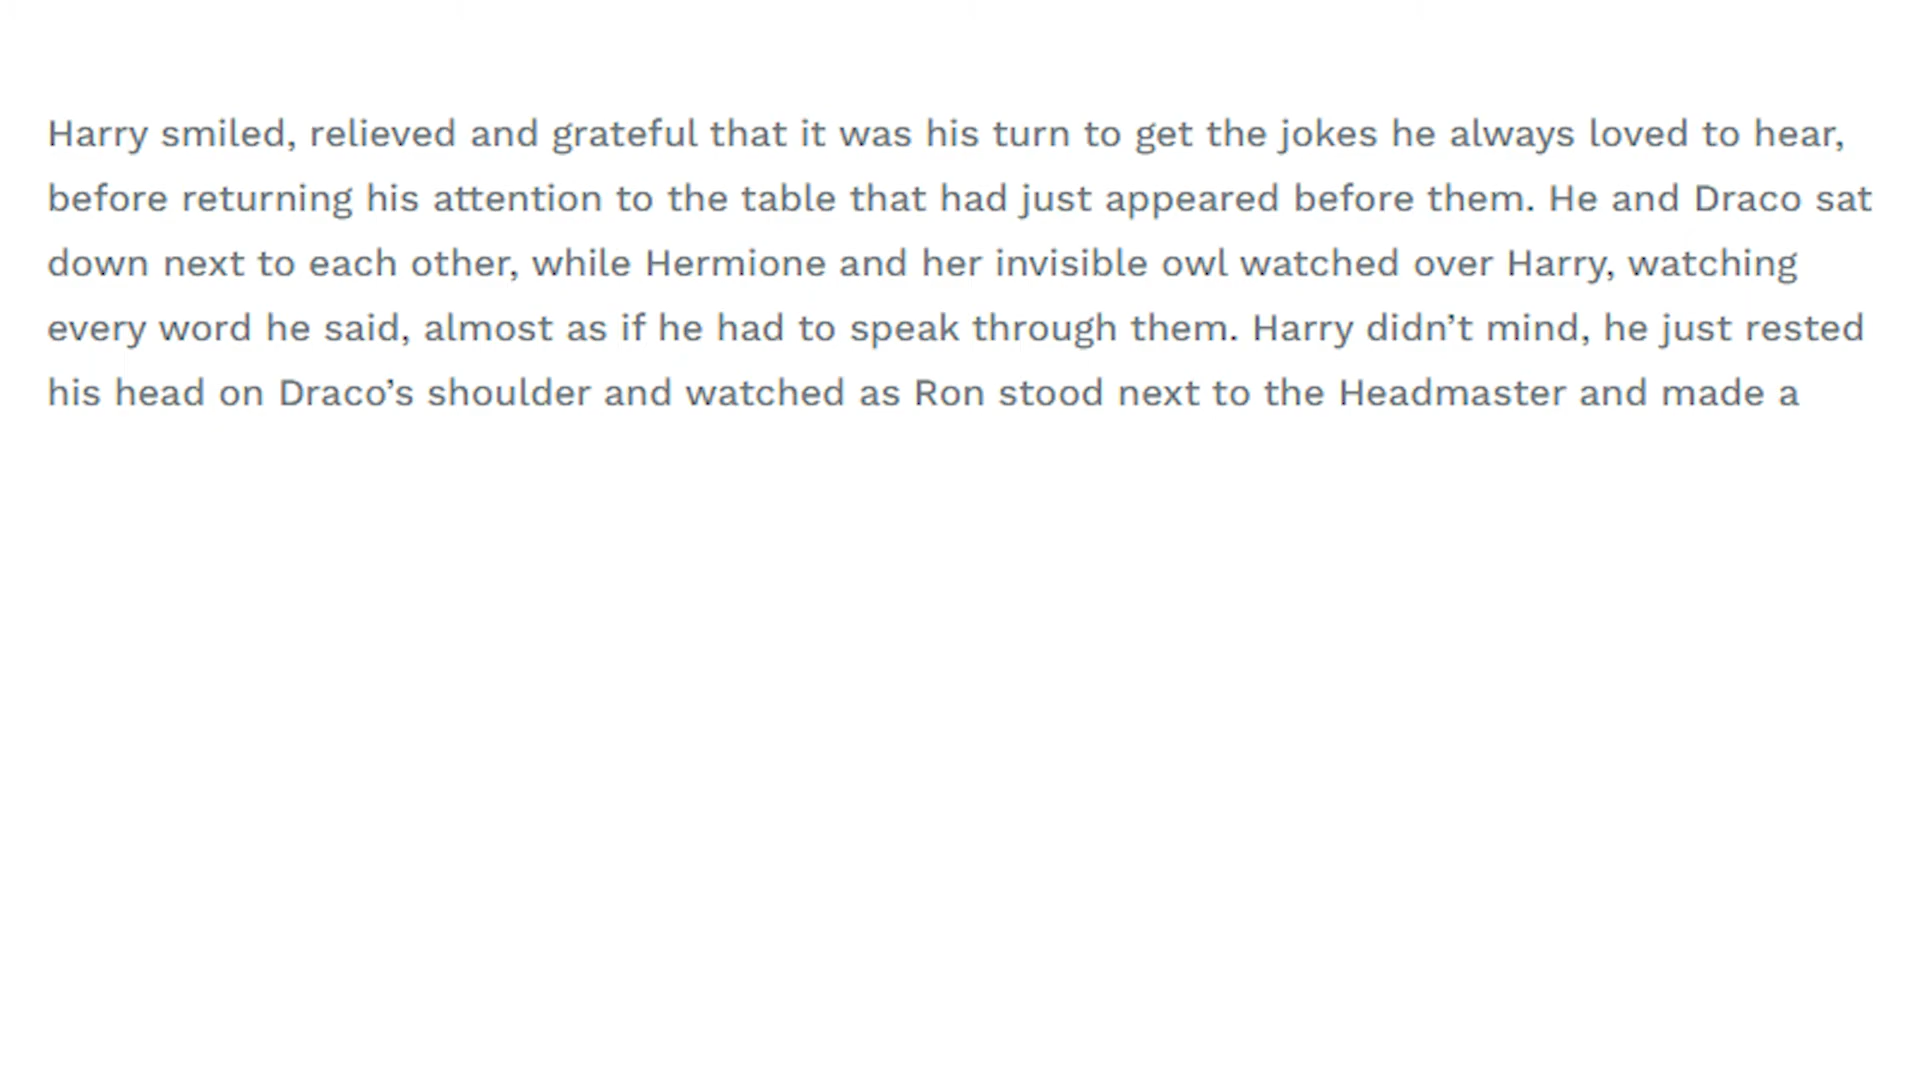 Harry smiled, relieved and grateful that it was his turn to get the jokes he always loved to hear,
before returning his attention to the table that had just appeared before them. He and Draco sat
down next to each other, while Hermione and her invisible owl watched over Harry, watching
every word he said, almost as if he had to speak through them. Harry didn’t mind, he just rested
his head on Draco’s shoulder and watched as Ron stood next to the Headmaster and made a